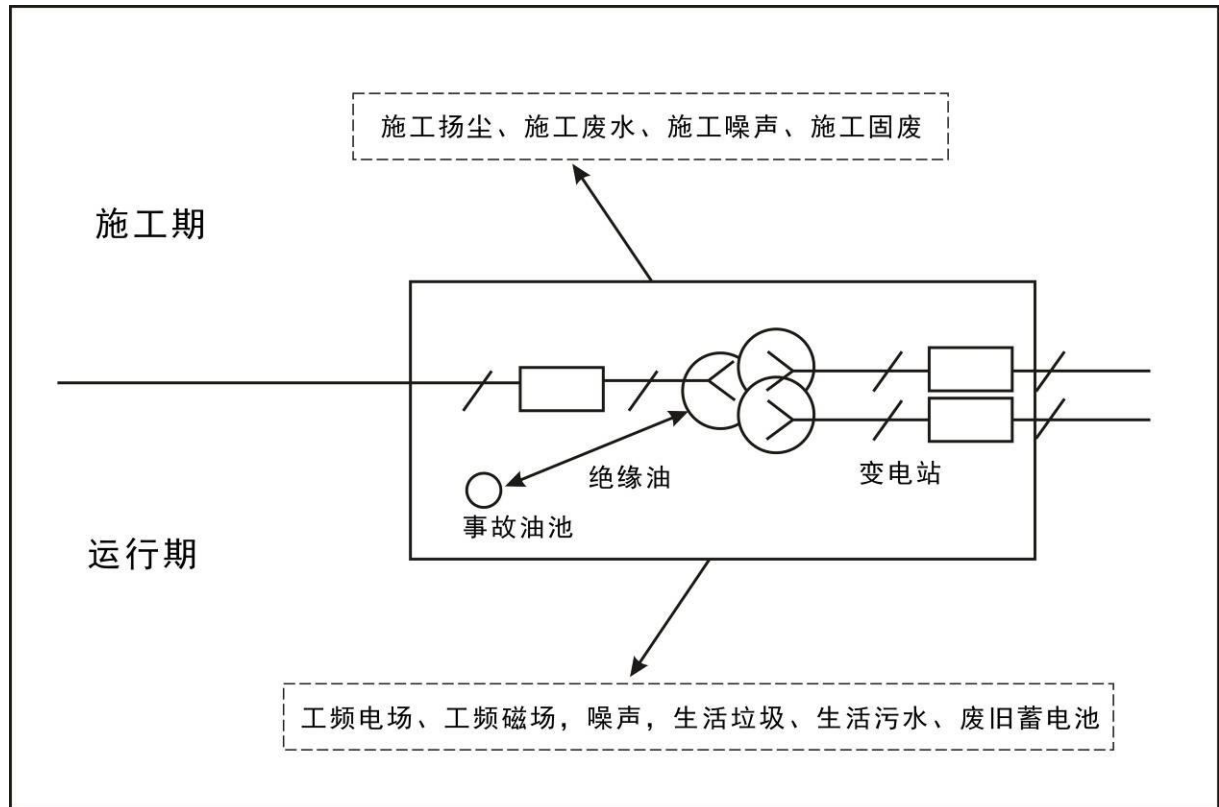 施工扬尘、施工废水、施工噪声、施工固废
施工期
绝缘油
变电站
事故油池
运行期
工频电场、工频磁场，噪声，生活垃圾、生活污水、废旧蓄电池